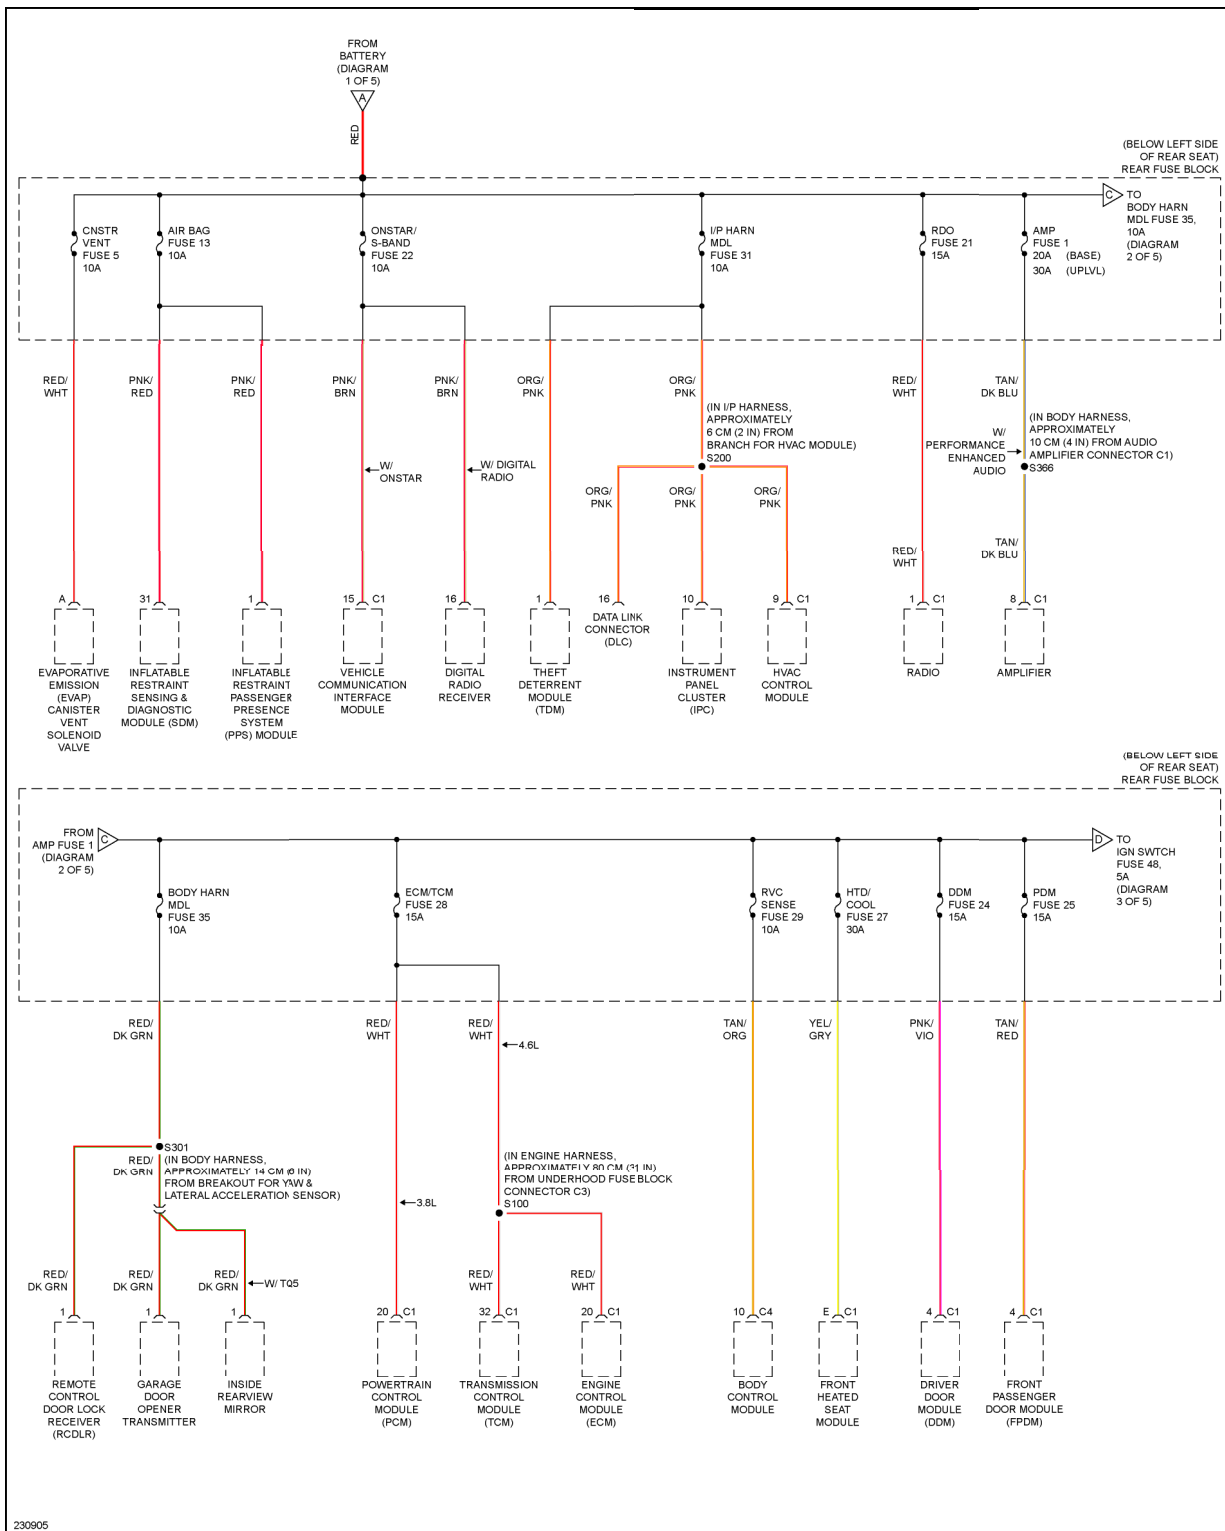 FROM
BATTERY
(DIAGRAM
1 OF 5)
A
RED
(BELOW LEFT SIDE
OF REAR SEAT)
REAR FUSE BLOCK
CNSTR
VENT
FUSE 5
10A
AIR BAG
FUSE 13
10A
ONSTAR/
S-BAND
FUSE 22
10A
I/P HARN
MDL
FUSE 31
10A
RDO
FUSE 21
15A
AMP
FUSE 1
20A (BASE)
30A (UPLVL)
C
TO
BODY HARN
MDL FUSE 35,
10A
(DIAGRAM
2 OF 5)
RED/
WHT
PNK/
RED
PNK/
RED
PNK/
BRN
PNK/
BRN
ORG/
PNK
ORG/
PNK
RED/
WHT
TAN/
DK BLU
(IN I/P HARNESS,
APPROXIMATELY
6 CM (2 IN) FROM
BRANCH FOR HVAC MODULE)
S200
W/
PERFORMANCE
ENHANCED
AUDIO
(IN BODY HARNESS,
APPROXIMATELY
10 CM (4 IN) FROM AUDIO
AMPLIFIER CONNECTOR C1)
S366
W/
ONSTAR
W/ DIGITAL
RADIO
ORG/
PNK
ORG/
PNK
ORG/
PNK
RED/
WHT
TAN/
DK BLU
A
31
1
15 C1
16
1
16
10
9 C1
1 C1
8 C1
EVAPORATIVE
EMISSION
(EVAP)
CANISTER
VENT
SOLENOID
VALVE
INFLATABLE
RESTRAINT
SENSING &
DIAGNOSTIC
MODULE (SDM)
INFLATABLE
RESTRAINT
PASSENGER
PRESENCE
SYSTEM
(PPS) MODULE
VEHICLE
COMMUNICATION
INTERFACE
MODULE
DIGITAL
RADIO
RECEIVER
THEFT
DETERRENT
MODULE (TDM)
DATA LINK
CONNECTOR
(DLC)
INSTRUMENT
PANEL
CLUSTER
(IPC)
HVAC
CONTROL
MODULE
RADIO
AMPLIFIER
(BELOW LEFT SIDE
OF REAR SEAT)
REAR FUSE BLOCK
FROM
AMP FUSE 1
(DIAGRAM
2 OF 5)
C
BODY HARN
MDL
FUSE 35
10A
ECM/TCM
FUSE 28
15A
RVC
SENSE
FUSE 29
10A
HTD/
COOL
FUSE 27
30A
DDM
FUSE 24
15A
PDM
FUSE 25
15A
D
TO
IGN SWTCH
FUSE 48,
5A
(DIAGRAM
3 OF 5)
RED/
DK GRN
RED/
WHT
RED/
WHT
4.6L
TAN/
ORG
YEL/
GRY
PNK/
VIO
TAN/
RED
S301
(IN BODY HARNESS,
APPROXIMATELY 14 CM (6 IN)
FROM BREAKOUT FOR YAW &
LATERAL ACCELERATION SENSOR)
RED/
DK GRN
(IN ENGINE HARNESS,
APPROXIMATELY 80 CM (31 IN)
FROM UNDERHOOD FUSE BLOCK
CONNECTOR C3)
S100
3.8L
RED/
DK GRN
RED/
DK GRN
RED/
DK GRN
W/ TQ5
RED/
WHT
RED/
WHT
1
1
1
20 C1
32 C1
20 C1
10 C4
E C1
4 C1
4 C1
REMOTE
CONTROL
DOOR LOCK
RECEIVER
(RCDLR)
GARAGE
DOOR
OPENER
TRANSMITTER
INSIDE
REARVIEW
MIRROR
POWERTRAIN
CONTROL
MODULE
(PCM)
TRANSMISSION
CONTROL
MODULE
(TCM)
ENGINE
CONTROL
MODULE
(ECM)
BODY
CONTROL
MODULE
FRONT
HEATED
SEAT
MODULE
DRIVER
DOOR
MODULE
(DDM)
FRONT
PASSENGER
DOOR MODULE
(FPDM)
230905